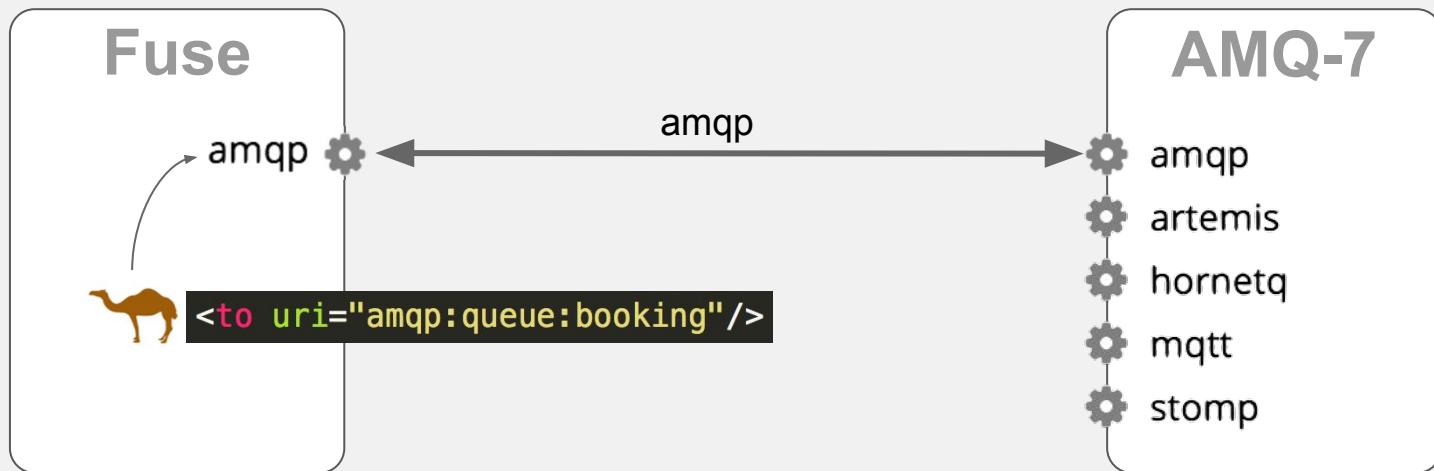 Fuse
AMQ-7
amqp
amqp
amqp
artemis
hornetq
mqtt
stomp
<to uri="amqp:queue:booking"/>